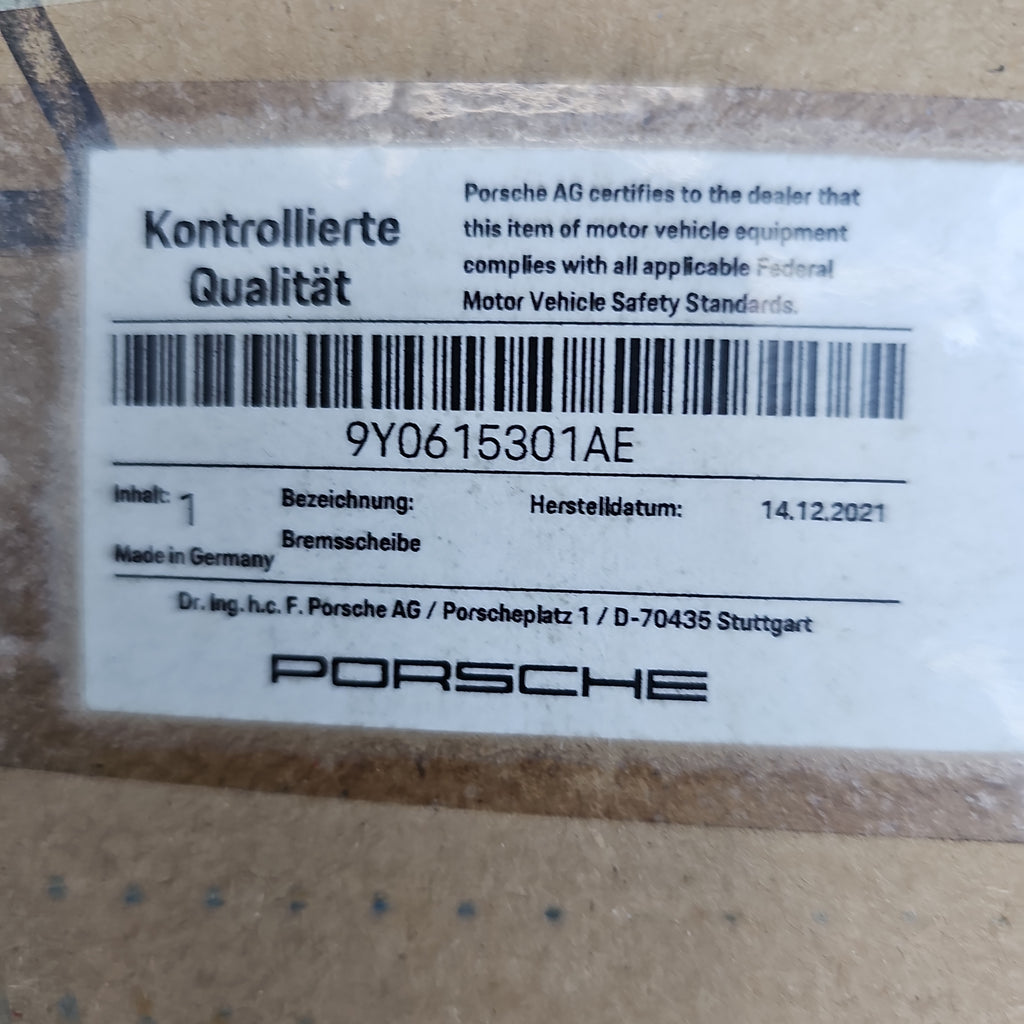 Kontrollierte
Qualität
Porsche AG certifies to the dealer that
this item of motor vehicle equipment
complies with all applicable Federal
Motor Vehicle Safety Standards.
9Y0615301AE
Inhalt: 1
Bezeichnung:
Herstelldatum: 14.12.2021
Bremsscheibe
Made in Germany
Dr. Ing. h.c. F. Porsche AG / Porscheplatz 1 / D-70435 Stuttgart
PORSCHE